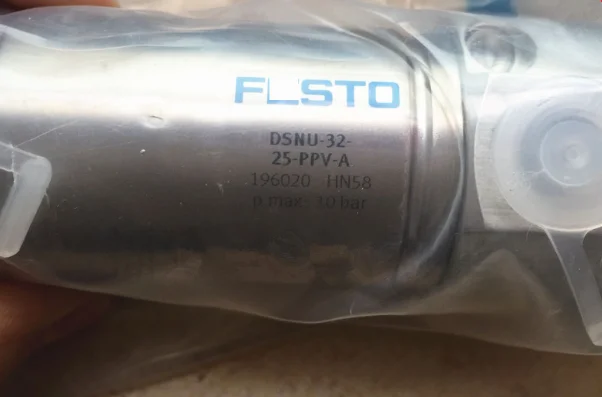 FESTO
DSNU-32-
25-PPV-A
196020 HN58
p.max. 10 bar